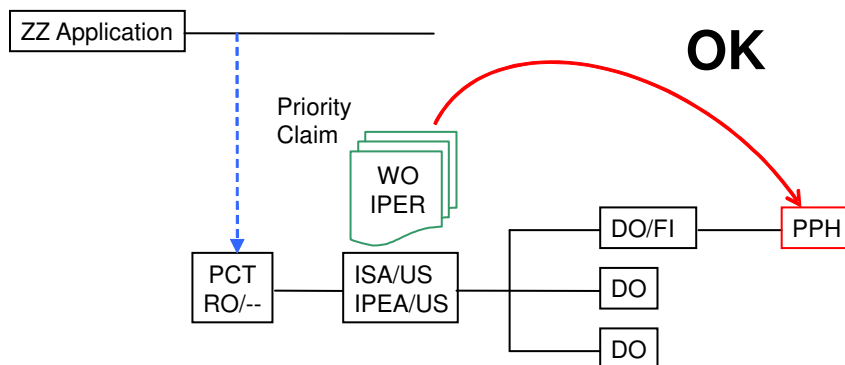 ZZ Application
OK
Priority
Claim
WO
IPER
DO/FI
PPH
PCT
RO/--
ISA/US
IPEA/US
DO
DO